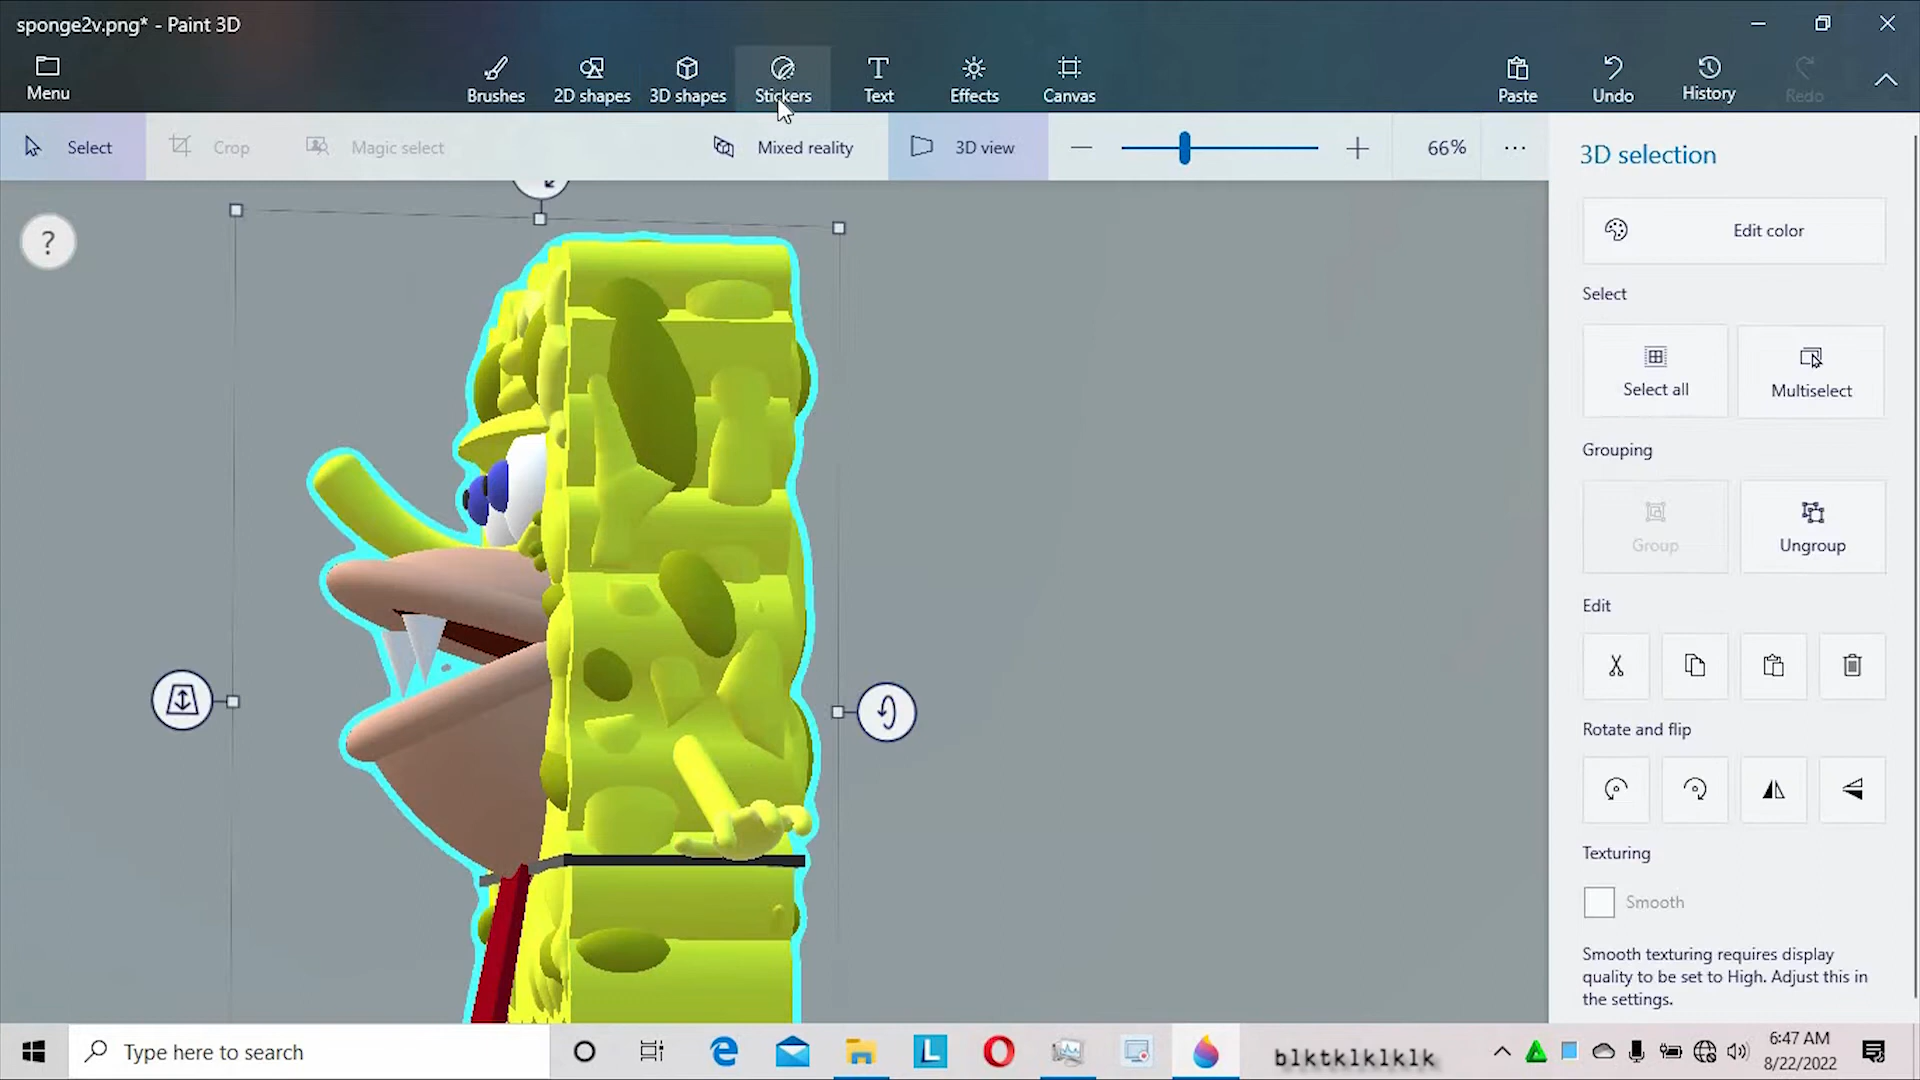 sponge2v.png* - Paint 3D
Menu
Brushes
2D shapes
3D shapes
Stickers
Text
Effects
Canvas
Paste
Undo
History
Redo
Select
Crop
Magic select
Mixed reality
3D view
66%
?
3D selection
Edit color
Select
Select all
Multiselect
Grouping
Group
Ungroup
Edit
Rotate and flip
Texturing
Smooth
Smooth texturing requires display
quality to be set to High. Adjust this in
the settings.
Type here to search
blktklklklk
6:47 AM
8/22/2022